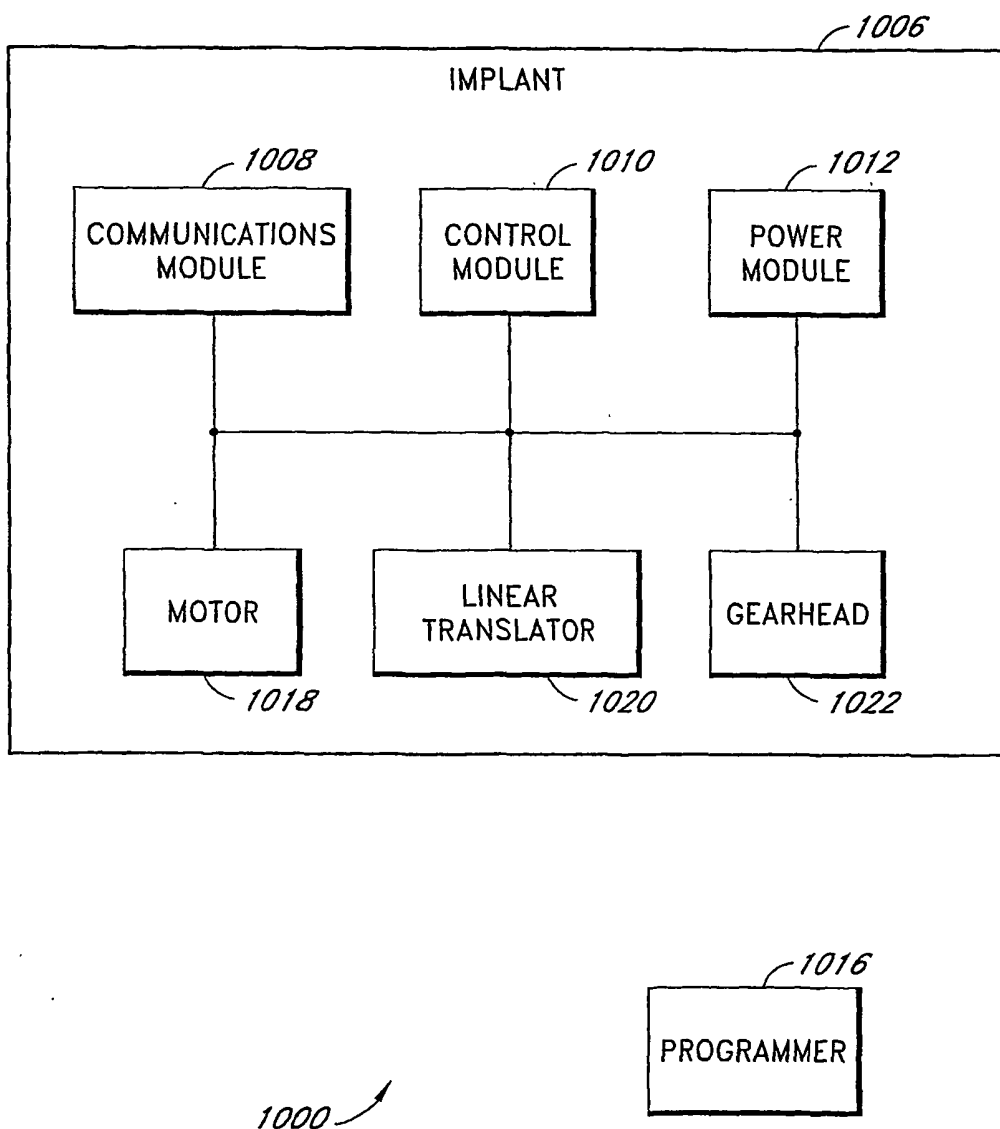 1006
IMPLANT
1008
1010
1012
COMMUNICATIONS
MODULE
CONTROL
MODULE
POWER
MODULE
MOTOR
LINEAR
TRANSLATOR
GEARHEAD
1018
1020
1022
1016
PROGRAMMER
1000